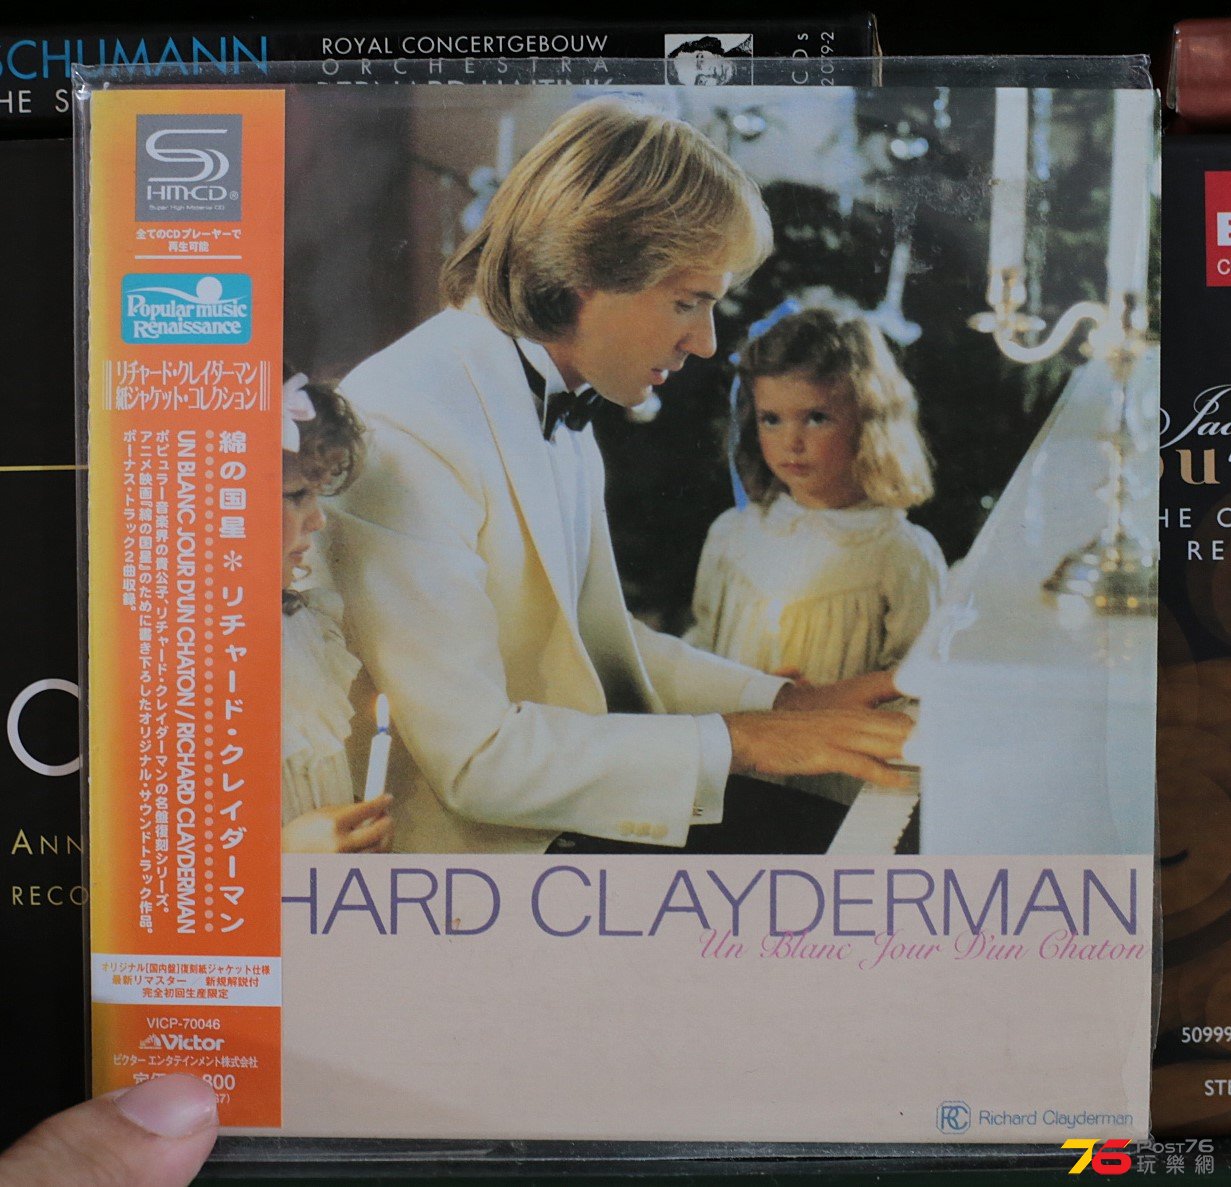 SCHUMANN
ROYAL CONCERTGEBOUW
ORCHESTRA
SHM-CD®
Super High Material CD
全てのCDプレーヤーで
再生可能
Popular music
Renaissance
リチャード・クレイダーマン
紙ジャケット・コレクション
綿の国星 * リチャード・クレイダーマン
UN BLANC JOUR D'UN CHATON / RICHARD CLAYDERMAN
ポピュラー音楽界の貴公子、リチャード・クレイダーマンの名盤復刻シリーズ。
アニメ映画『綿の国星』のために書き下ろしたオリジナル・サウンドトラック作品。
ボーナス・トラック2曲収録。
オリジナル[国内盤]復刻紙ジャケット仕様
最新リマスター／新規解説付
完全初回生産限定
VICP-70046
Victor
ビクター エンタテインメント株式会社
800
HARD CLAYDERMAN
Un Blanc Jour D'un Chaton
RC Richard Clayderman
ANN
RECO
RE
50999
76 POST76
玩樂網